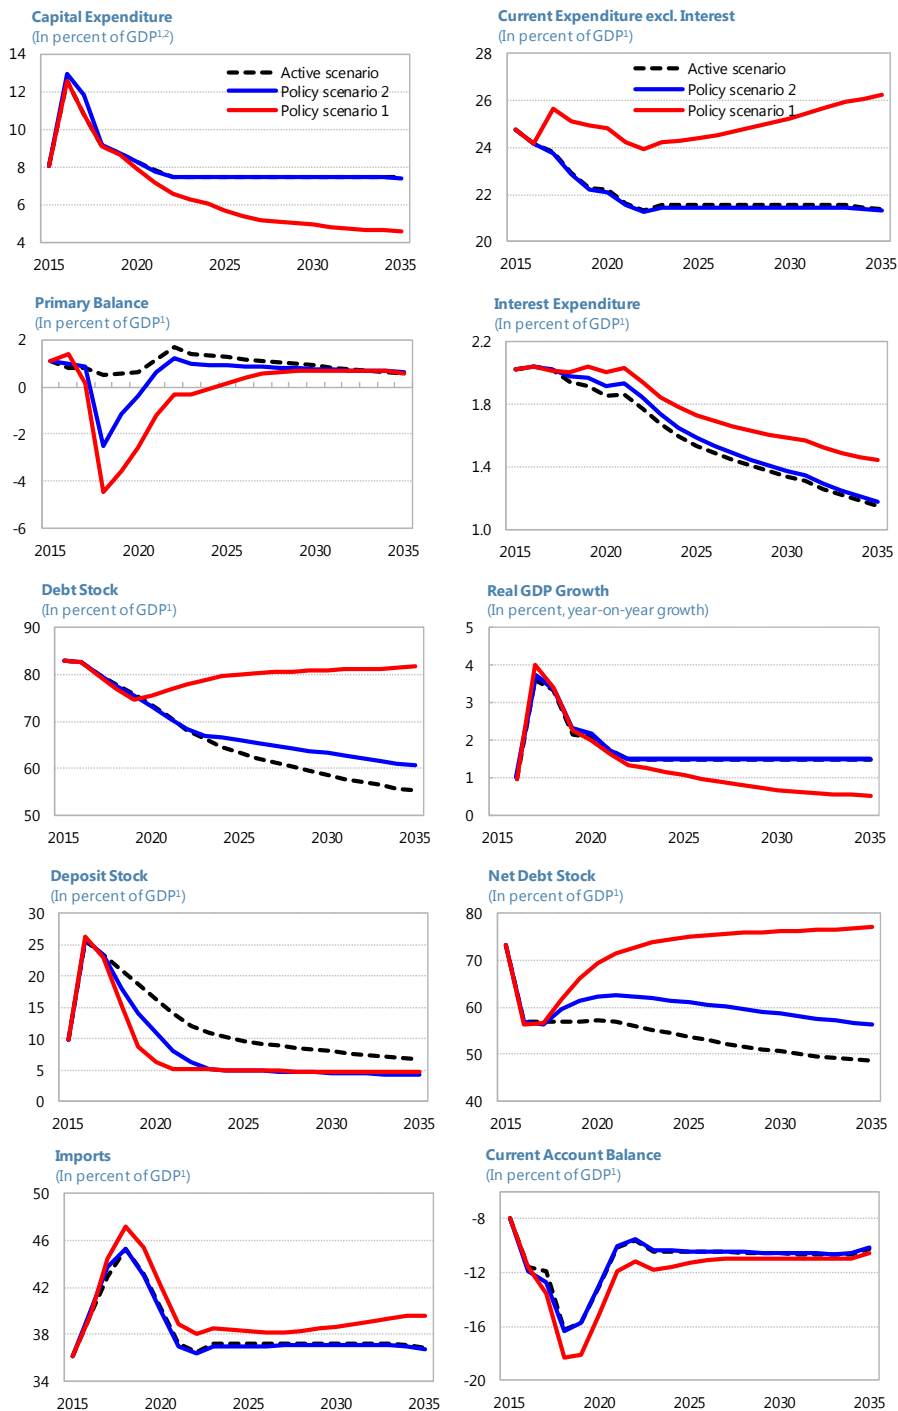 Capital Expenditure
(In percent of GDP¹,²)
14
12
10
8
6
4
Active scenario
Policy scenario 2
Policy scenario 1
2015 2020 2025 2030 2035
Current Expenditure excl. Interest
(In percent of GDP¹)
28
26
24
22
20
Active scenario
Policy scenario 2
Policy scenario 1
2015 2020 2025 2030 2035
Primary Balance
(In percent of GDP¹)
2
0
-2
-4
-6
2015 2020 2025 2030 2035
Interest Expenditure
(In percent of GDP¹)
2.2
1.8
1.4
1.0
2015 2020 2025 2030 2035
Debt Stock
(In percent of GDP¹)
90
80
70
60
50
2015 2020 2025 2030 2035
Real GDP Growth
(In percent, year-on-year growth)
5
4
3
2
1
0
2015 2020 2025 2030 2035
Deposit Stock
(In percent of GDP¹)
30
25
20
15
10
5
0
2015 2020 2025 2030 2035
Net Debt Stock
(In percent of GDP¹)
80
70
60
50
40
2015 2020 2025 2030 2035
Imports
(In percent of GDP¹)
50
46
42
38
34
2015 2020 2025 2030 2035
Current Account Balance
(In percent of GDP¹)
-8
-12
-16
-20
2015 2020 2025 2030 2035